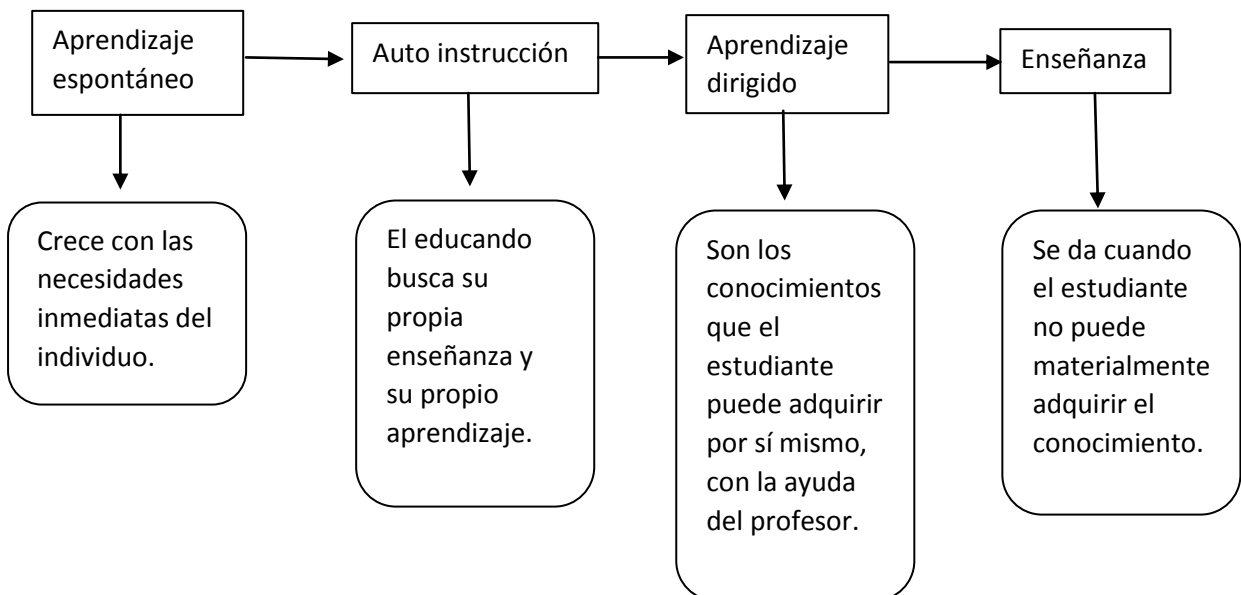 Aprendizaje
espontáneo
Auto instrucción
Aprendizaje
dirigido
Enseñanza
Crece con las
necesidades
inmediatas del
individuo.
El educando
busca su
propia
enseñanza y
su propio
aprendizaje.
Son los
conocimientos
que el
estudiante
puede adquirir
por sí mismo,
con la ayuda
del profesor.
Se da cuando
el estudiante
no puede
materialmente
adquirir el
conocimiento.